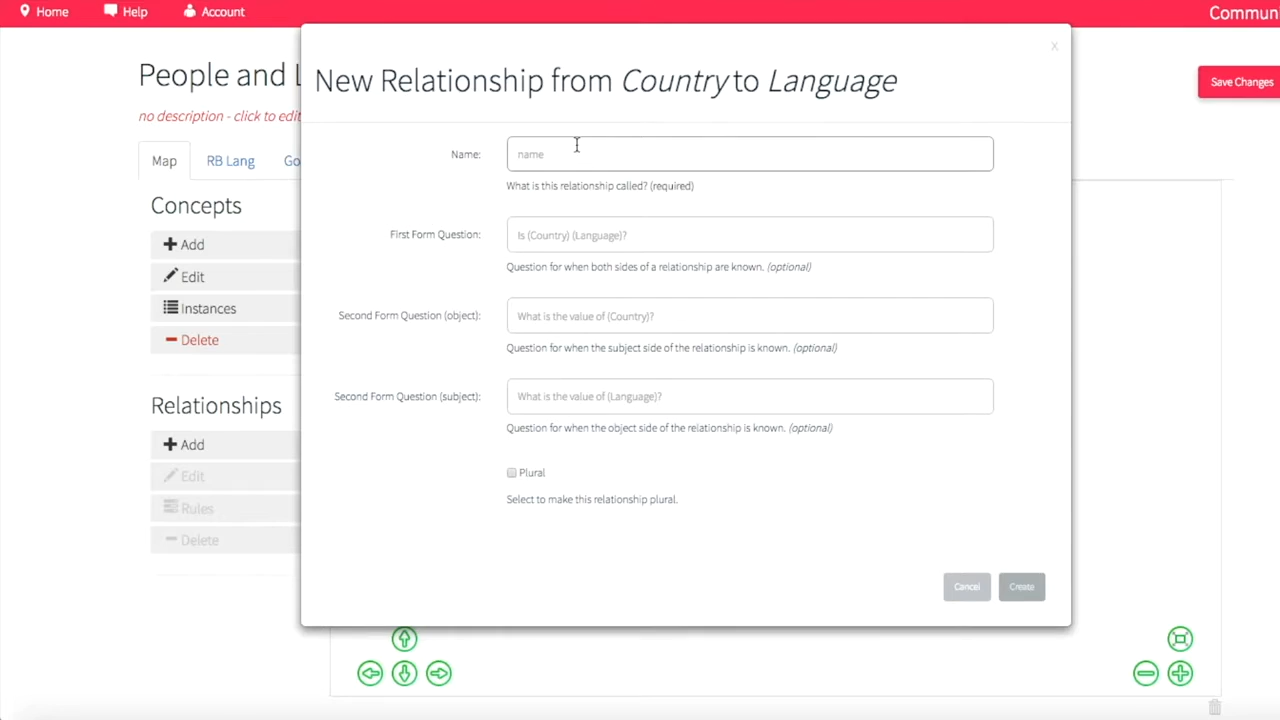 Home Help Account Communi
People and L
New Relationship from Country to Language
x
Save Changes
no description - click to edit
Map RB Lang Go
Name: name
What is this relationship called? (required)
Concepts
Add
Edit
Instances
Delete
First Form Question: Is (Country) (Language)?
Question for when both sides of a relationship are known. (optional)
Second Form Question (object): What is the value of (Country)?
Question for when the subject side of the relationship is known. (optional)
Second Form Question (subject): What is the value of (Language)?
Question for when the object side of the relationship is known. (optional)
Relationships
Add
Edit
Rules
Delete
Plural
Select to make this relationship plural.
Cancel Create